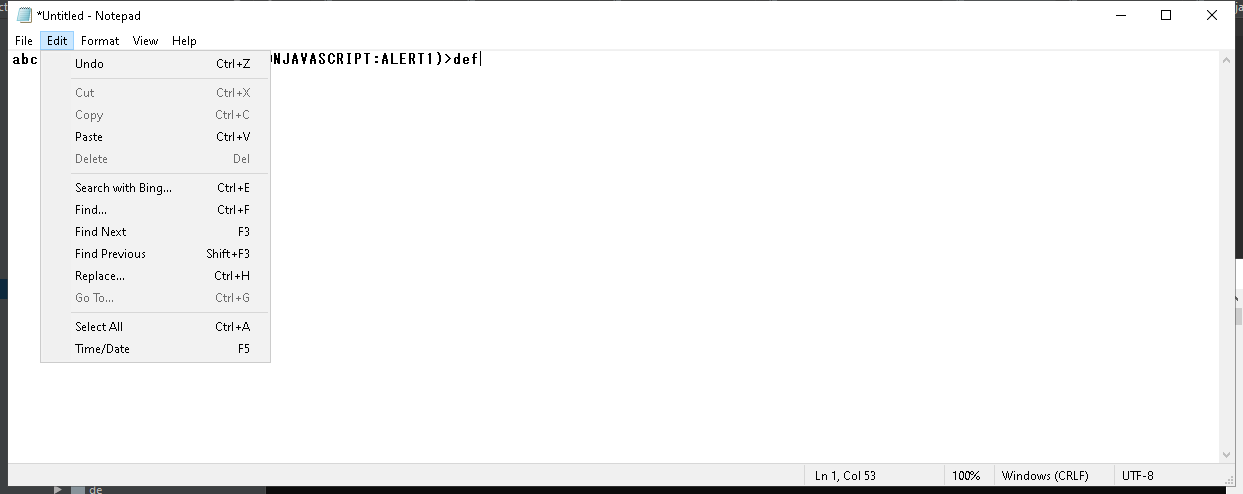 *Untitled - Notepad
File Edit Format View Help
abc NJAVASCRIPT:ALERT1)>def
Undo Ctrl+Z
Cut Ctrl+X
Copy Ctrl+C
Paste Ctrl+V
Delete Del
Search with Bing... Ctrl+E
Find... Ctrl+F
Find Next F3
Find Previous Shift+F3
Replace... Ctrl+H
Go To... Ctrl+G
Select All Ctrl+A
Time/Date F5
Ln 1, Col 53 100% Windows (CRLF) UTF-8
de